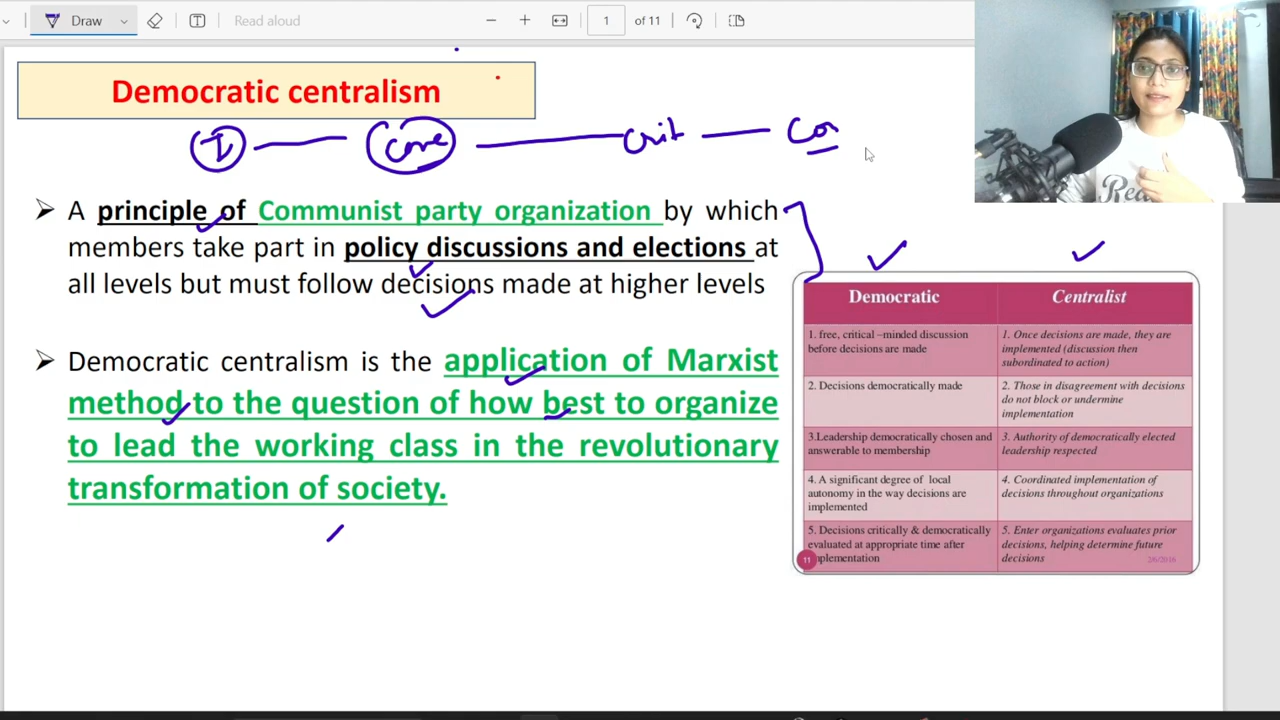 Draw
Read aloud
1 of 11
Democratic centralism
I — Core — Crit — Con
A principle of Communist party organization by which
members take part in policy discussions and elections at
all levels but must follow decisions made at higher levels
Democratic centralism is the application of Marxist
method to the question of how best to organize
to lead the working class in the revolutionary
transformation of society.
Democratic
Centralist
1. free, critical –minded discussion
before decisions are made
1. Once decisions are made, they are
implemented (discussion then
subordinated to action)
2. Decisions democratically made
2. Those in disagreement with decisions
do not block or undermine
implementation
3.Leadership democratically chosen and
answerable to membership
3. Authority of democratically elected
leadership respected
4. A significant degree of local
autonomy in the way decisions are
implemented
4. Coordinated implementation of
decisions throughout organizations
5. Decisions critically & democratically
evaluated at appropriate time after
mplementation
5. Enter organizations evaluates prior
decisions, helping determine future
decisions
11
2/6/2016